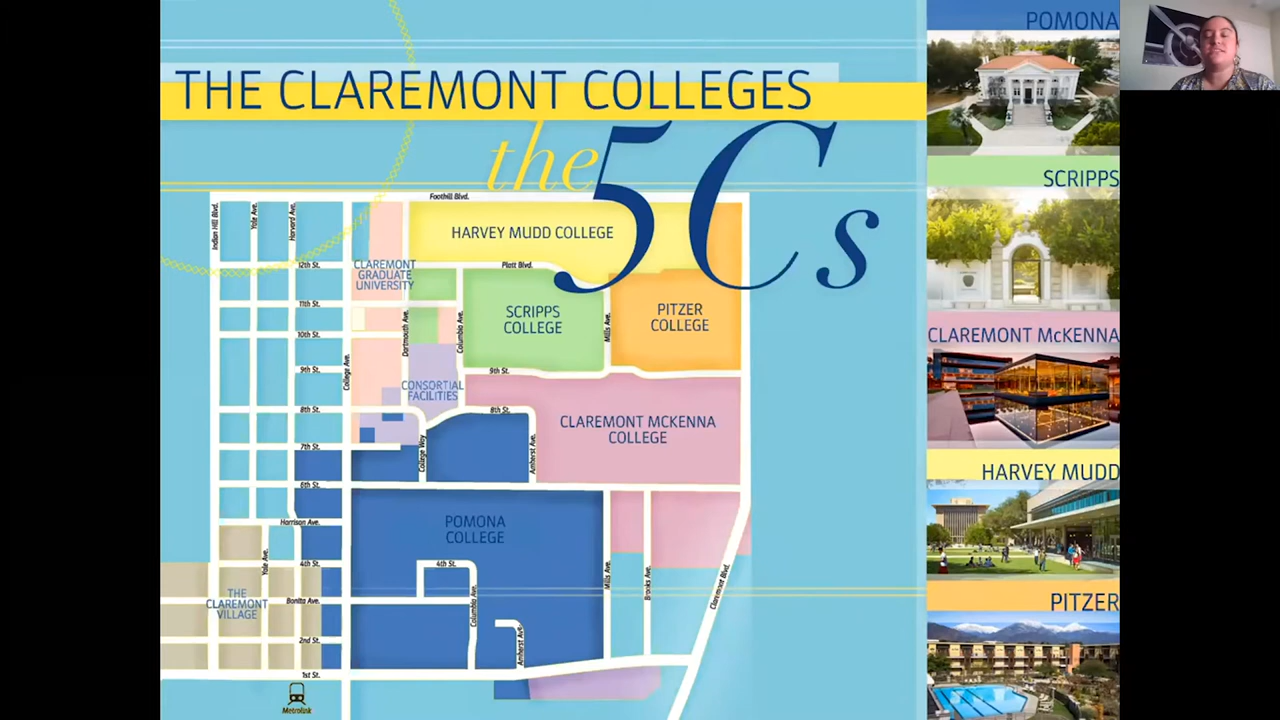 THE CLAREMONT COLLEGES
the 5Cs
Foothill Blvd.
Indian Hill Blvd.
Yale Ave.
Harvard Ave.
HARVEY MUDD COLLEGE
12th St.
CLAREMONT
GRADUATE
UNIVERSITY
Platt Blvd.
11th St.
SCRIPPS
COLLEGE
PITZER
COLLEGE
Dartmouth Ave.
Columbia Ave.
Mills Ave.
10th St.
College Ave.
9th St.
9th St.
CONSORTIAL
FACILITIES
8th St.
8th St.
CLAREMONT MCKENNA
COLLEGE
7th St.
College Way
Amherst Ave.
6th St.
Harrison Ave.
POMONA
COLLEGE
Yale Ave.
4th St.
4th St.
THE
CLAREMONT
VILLAGE
Bonita Ave.
Columbia Ave.
Mills Ave.
Brooks Ave.
Claremont Blvd.
2nd St.
Amherst Ave.
1st St.
Metrolink
POMONA
SCRIPPS
CLAREMONT McKENNA
HARVEY MUDD
PITZER